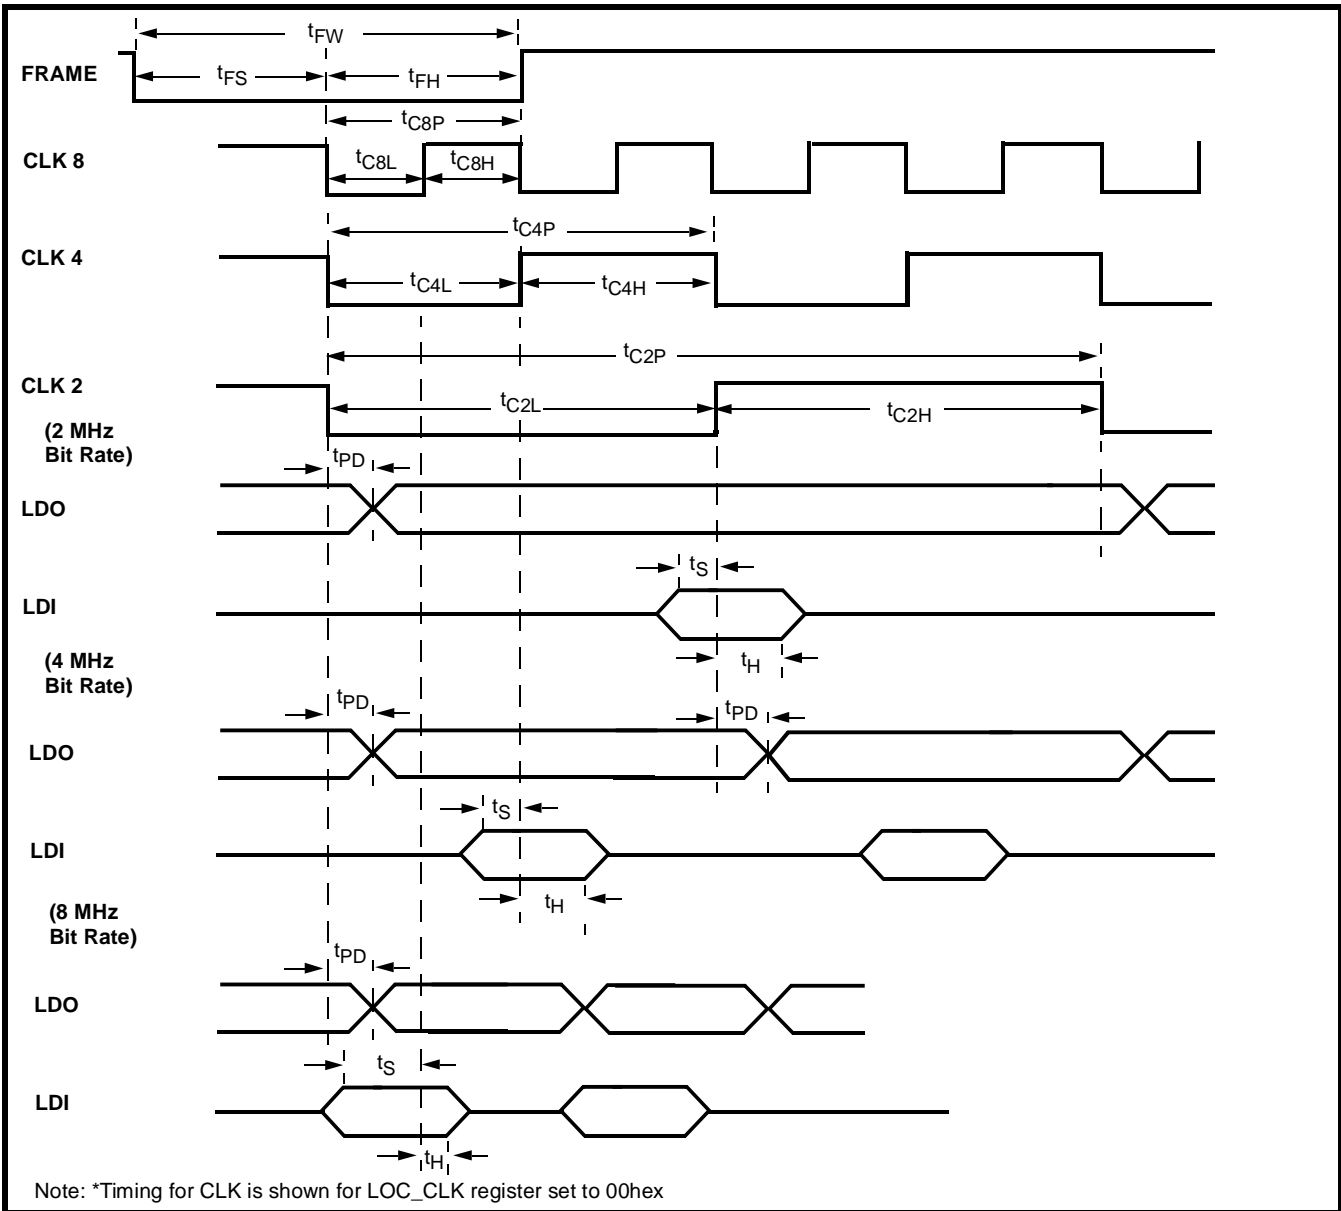 tFW
FRAME
tFS
tFH
tC8P
CLK 8
tC8L
tC8H
tC4P
CLK 4
tC4L
tC4H
tC2P
CLK 2
tC2L
tC2H
(2 MHz
Bit Rate)
tPD
LDO
tS
LDI
tH
(4 MHz
Bit Rate)
tPD
tPD
LDO
tS
LDI
tH
(8 MHz
Bit Rate)
tPD
LDO
tS
LDI
tH
Note: *Timing for CLK is shown for LOC_CLK register set to 00hex